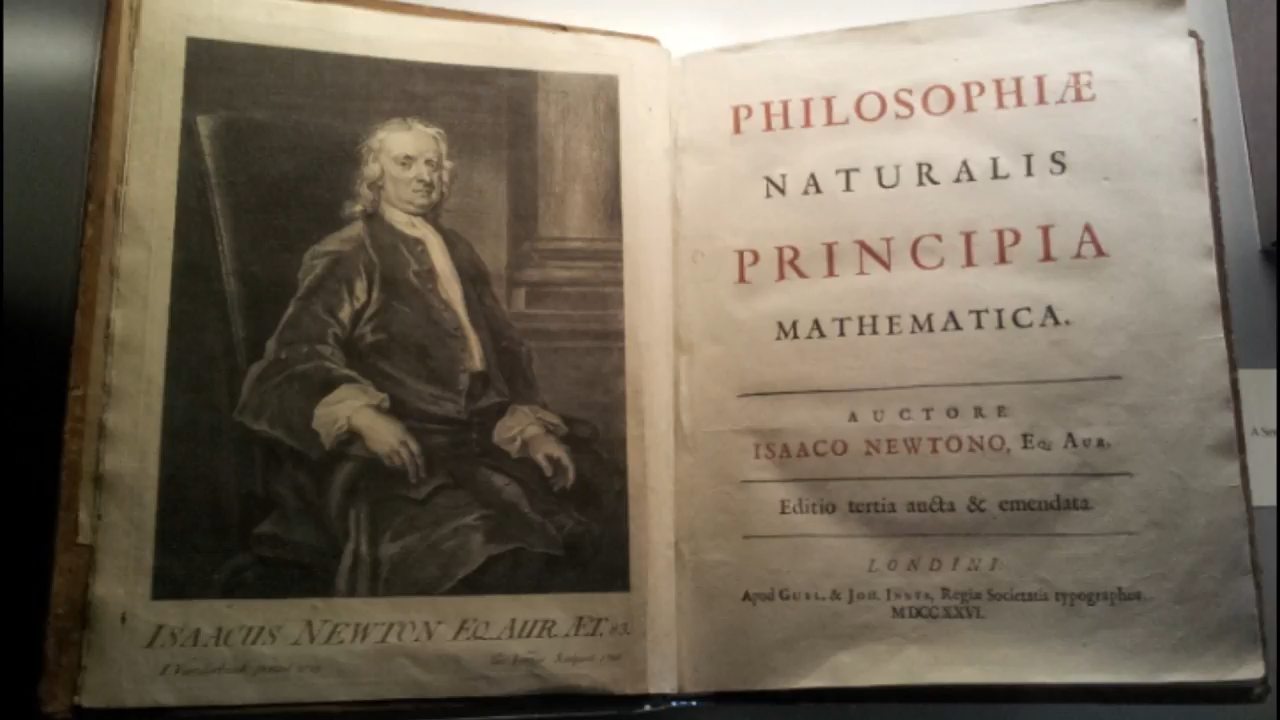 ISAACUS NEWTON EQ. AUR. ÆT. 83.
PHILOSOPHIÆ
NATURALIS
PRINCIPIA
MATHEMATICA.
AUCTORE
ISAACO NEWTONO, Eq. Aur.
Editio tertia aucta & emendata.
LONDINI
Apud Guil. & Joh. Innys, Regiæ Societatis typographos.
MDCCXXVI.